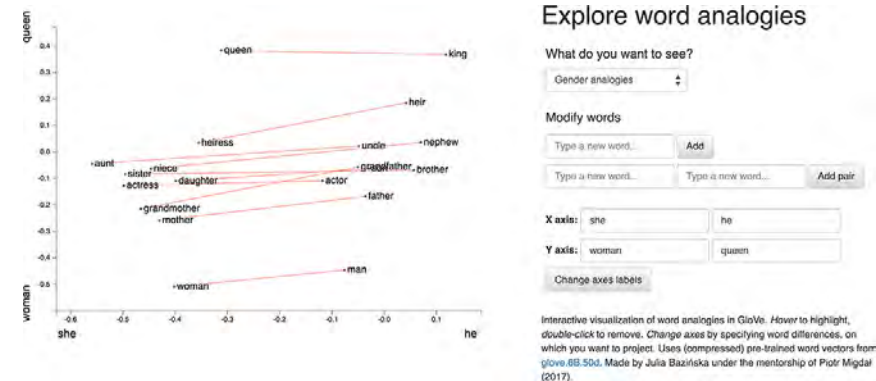 queen
0.4
0.2
0.1
0.0
-0.1
-0.2
-0.3
-0.4
-0.5
woman
queen
king
heir
heiress
uncle
nephew
aunt
niece
grandfather
brother
sister
daughter
actor
actress
father
grandmother
mother
man
woman
-0.6 -0.5 -0.4 -0.3 -0.2 -0.1 -0.0 0.1
she he
Explore word analogies
What do you want to see?
Gender analogies
Modify words
Type a new word... Add
Type a new word... Type a new word... Add pair
X axis: she he
Y axis: woman queen
Change axes labels
Interactive visualization of word analogies in GloVe. Hover to highlight,
double-click to remove. Change axes by specifying word differences, on
which you want to project. Uses (compressed) pre-trained word vectors from
glove.6B.50d. Made by Julia Bazińska under the mentorship of Piotr Migdał
(2017).